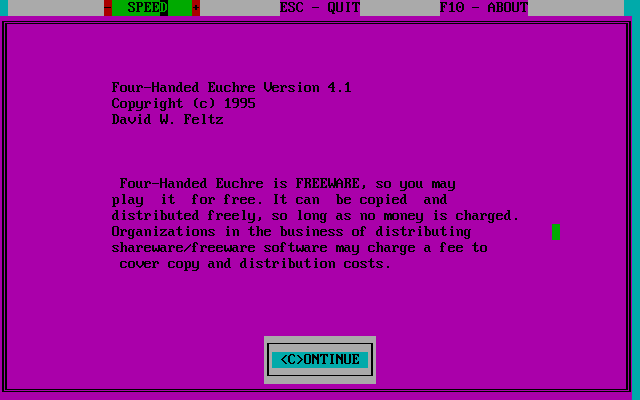 - SPEED + ESC - QUIT F10 - ABOUT
Four-Handed Euchre Version 4.1
Copyright (c) 1995
David W. Feltz
Four-Handed Euchre is FREEWARE, so you may
play it for free. It can be copied and
distributed freely, so long as no money is charged.
Organizations in the business of distributing
shareware/freeware software may charge a fee to
cover copy and distribution costs.
<C>ONTINUE